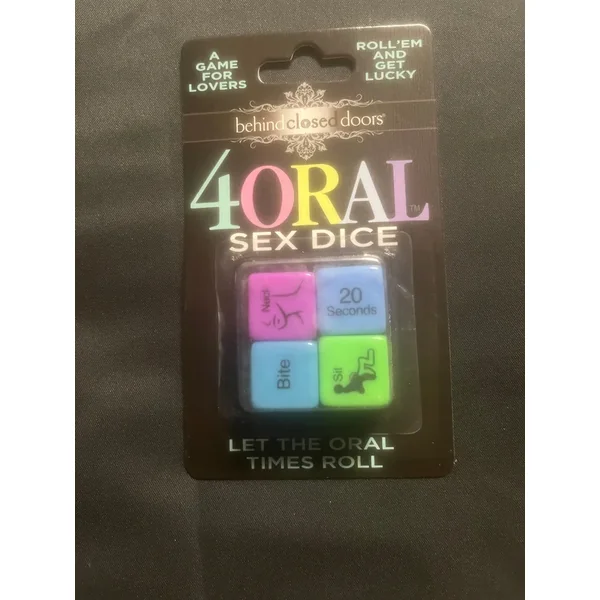 A
GAME
FOR
LOVERS
ROLL'EM
AND
GET
LUCKY
behind closed doors®
4ORAL™
SEX DICE
Neck
20
Seconds
Bite
Sit
LET THE ORAL
TIMES ROLL